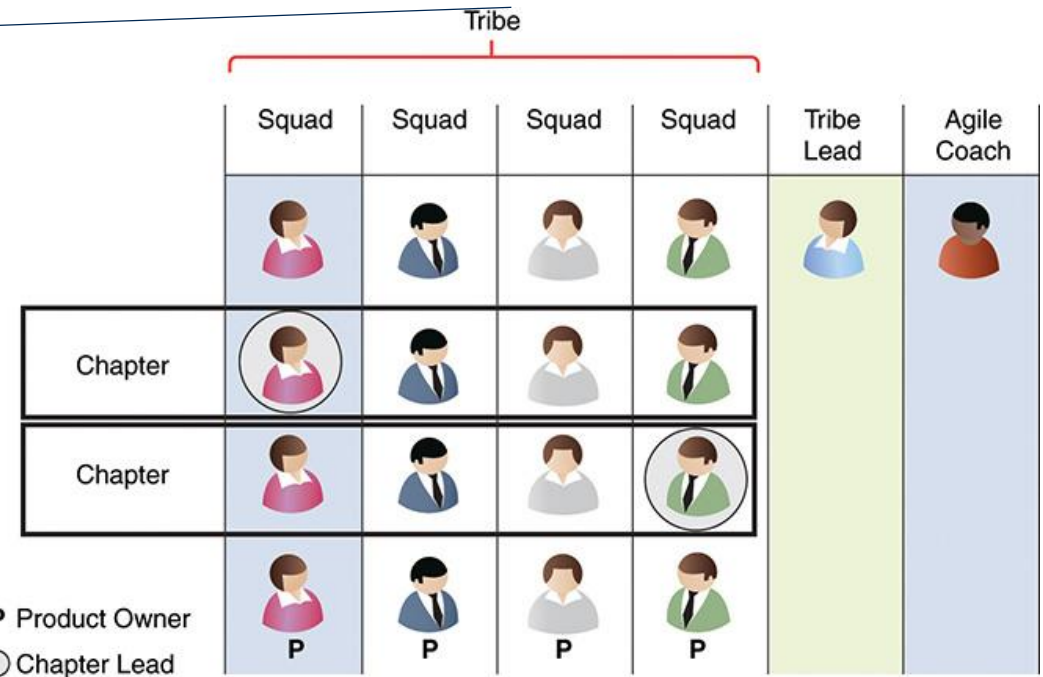 Tribe
Squad Squad Squad Squad Tribe Lead Agile Coach
Chapter
Chapter
P Product Owner
Chapter Lead
P P P P